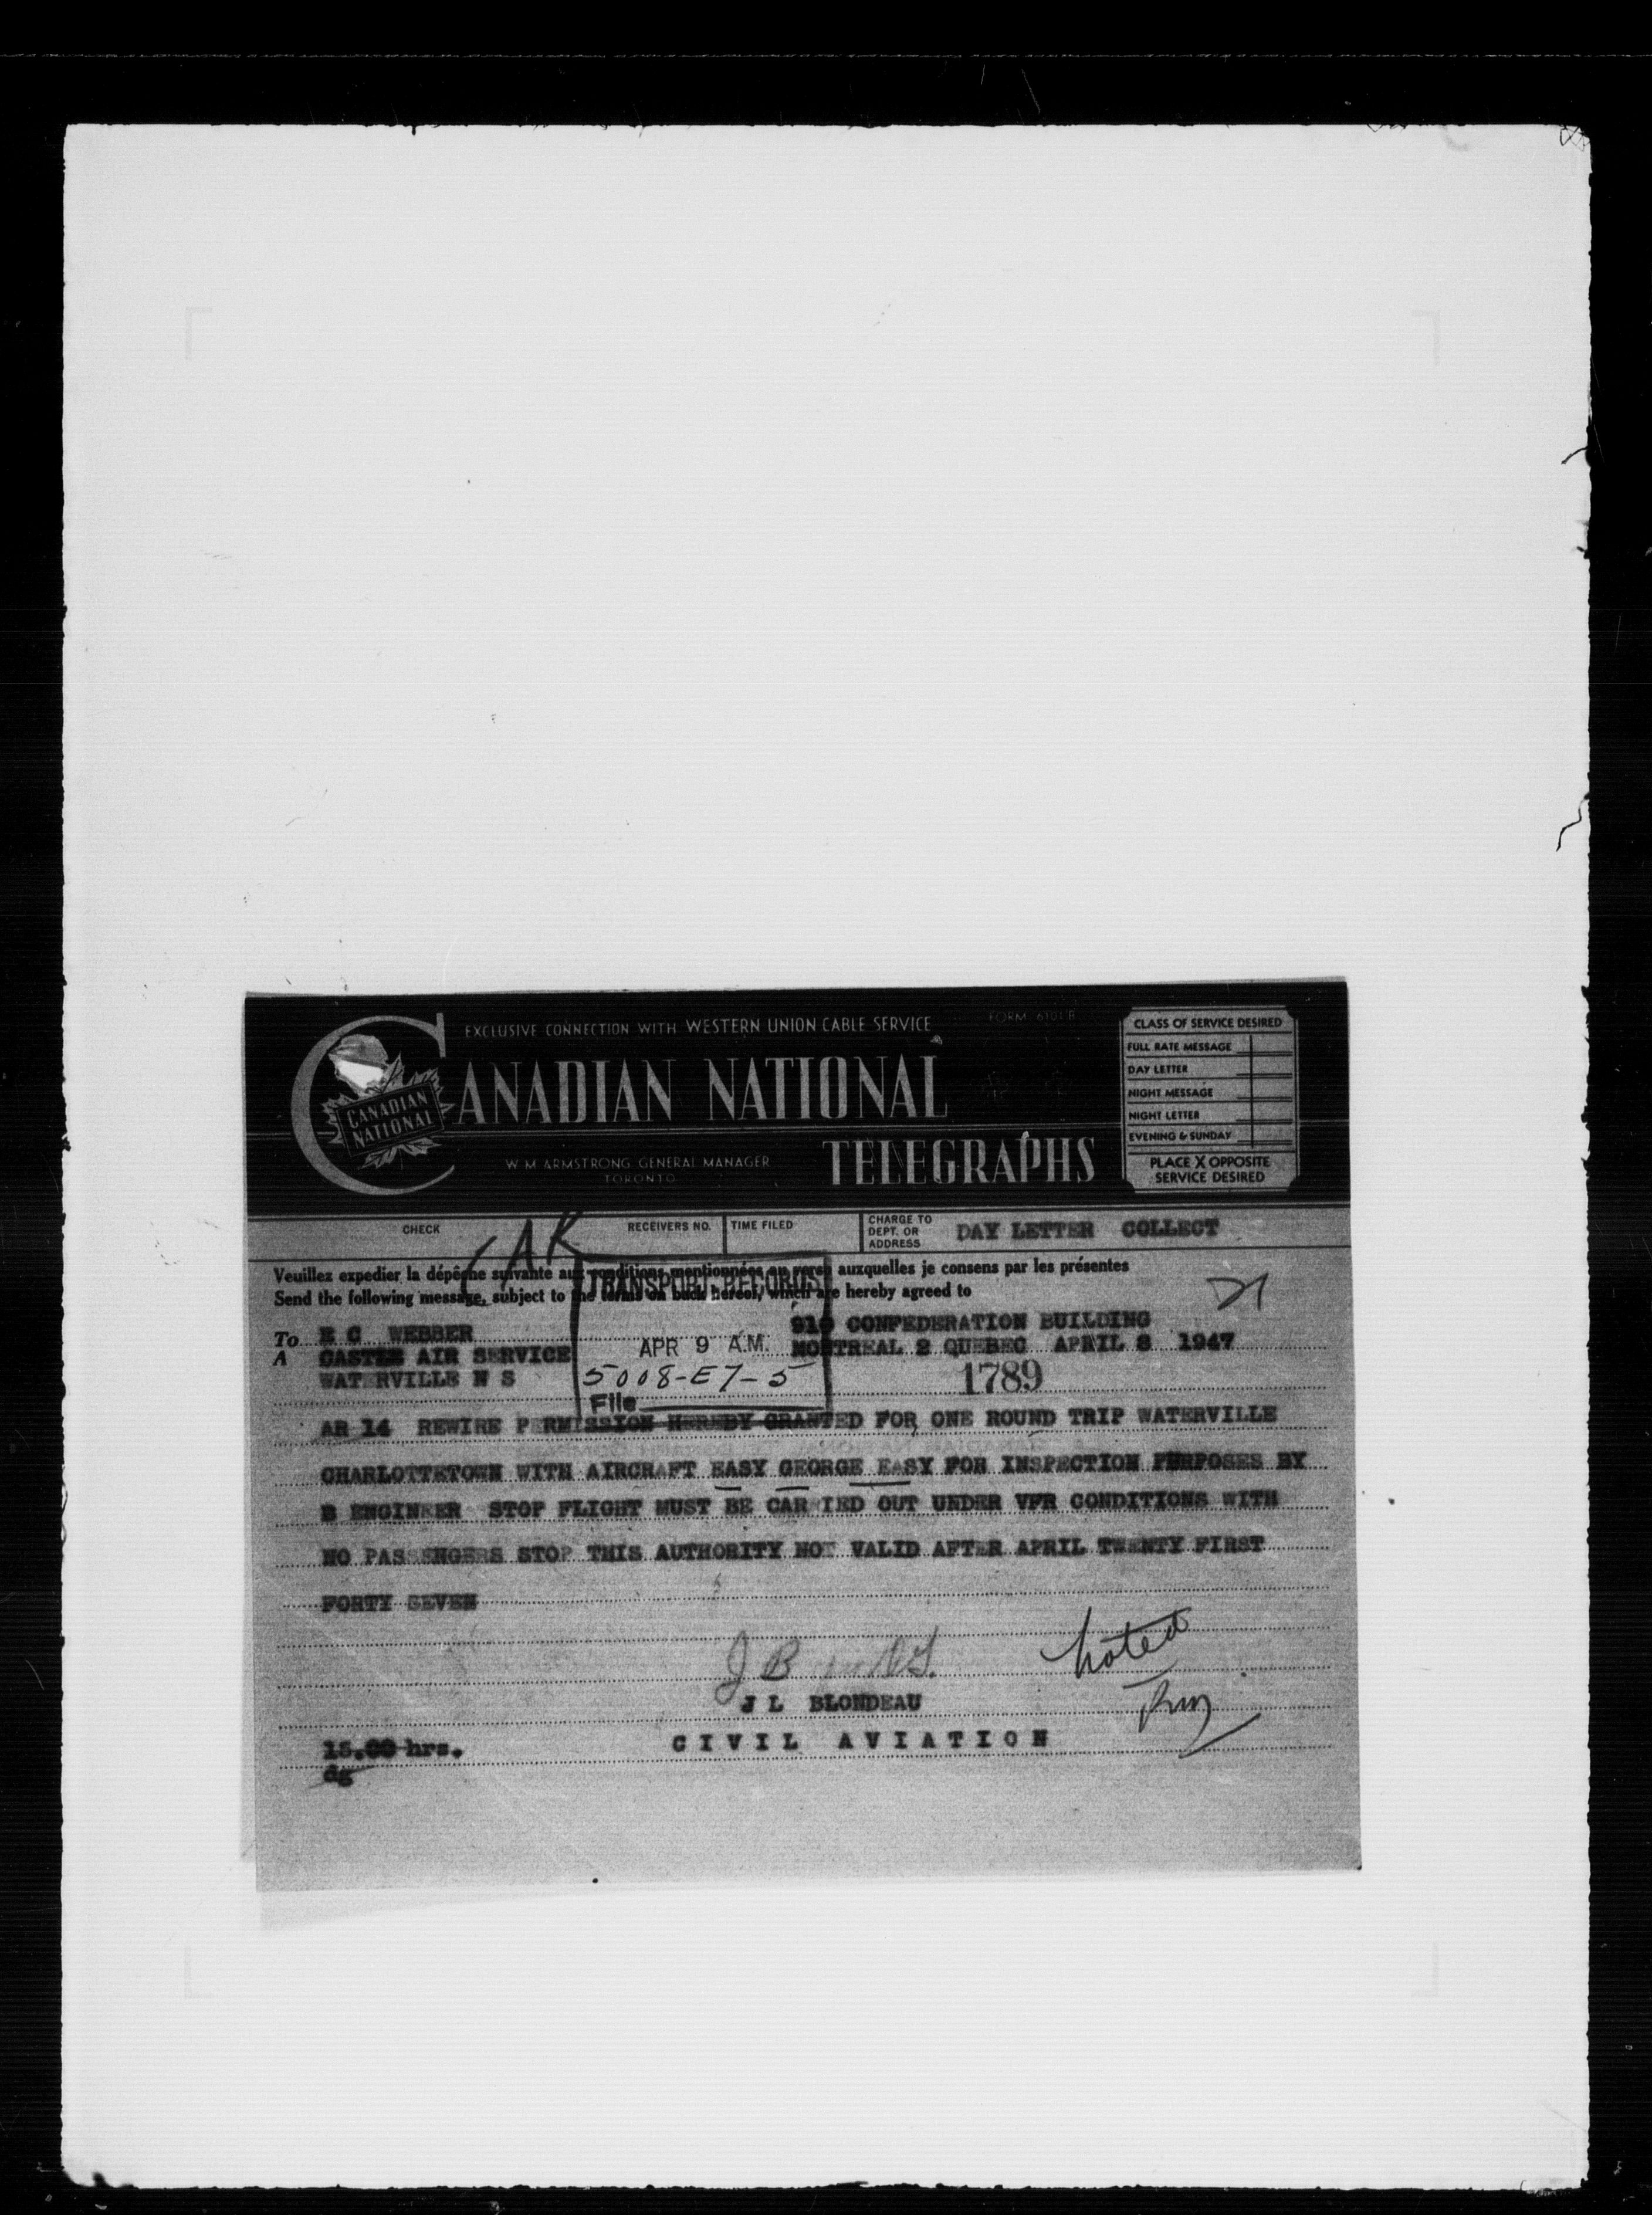 EXCLUSIVE CONNECTION WITH WESTERN UNION CABLE SERVICE
FORM 6101 B
CANADIAN NATIONAL
TELEGRAPHS
CANADIAN
NATIONAL
W M ARMSTRONG GENERAL MANAGER
TORONTO
CLASS OF SERVICE DESIRED
FULL RATE MESSAGE
DAY LETTER
NIGHT MESSAGE
NIGHT LETTER
EVENING & SUNDAY
PLACE X OPPOSITE
SERVICE DESIRED
CHECK
RECEIVERS NO.
TIME FILED
CHARGE TO
DEPT. OR
ADDRESS
DAY LETTER COLLECT
Veuillez expedier la dépêche suivante aux conditions mentionnées au verso auxquelles je consens par les présentes
Send the following message, subject to the terms on back hereof, which are hereby agreed to
TRANSPORT RECORDS
APR 9 A.M.
5008-E7-5
File
910 CONFEDERATION BUILDING
MONTREAL 2 QUEBEC APRIL 8 1947
1789
To E C WEBBER
A CASTLE AIR SERVICE
WATERVILLE N S
AR 14 REWIRE PERMISSION HEREBY GRANTED FOR ONE ROUND TRIP WATERVILLE
CHARLOTTETOWN WITH AIRCRAFT EASY GEORGE EASY FOR INSPECTION PURPOSES BY
B ENGINEER STOP FLIGHT MUST BE CARRIED OUT UNDER VFR CONDITIONS WITH
NO PASSENGERS STOP THIS AUTHORITY NOT VALID AFTER APRIL TWENTY FIRST
FORTY SEVEN
noted
J L BLONDEAU
CIVIL AVIATION
15.00 hrs.
dg